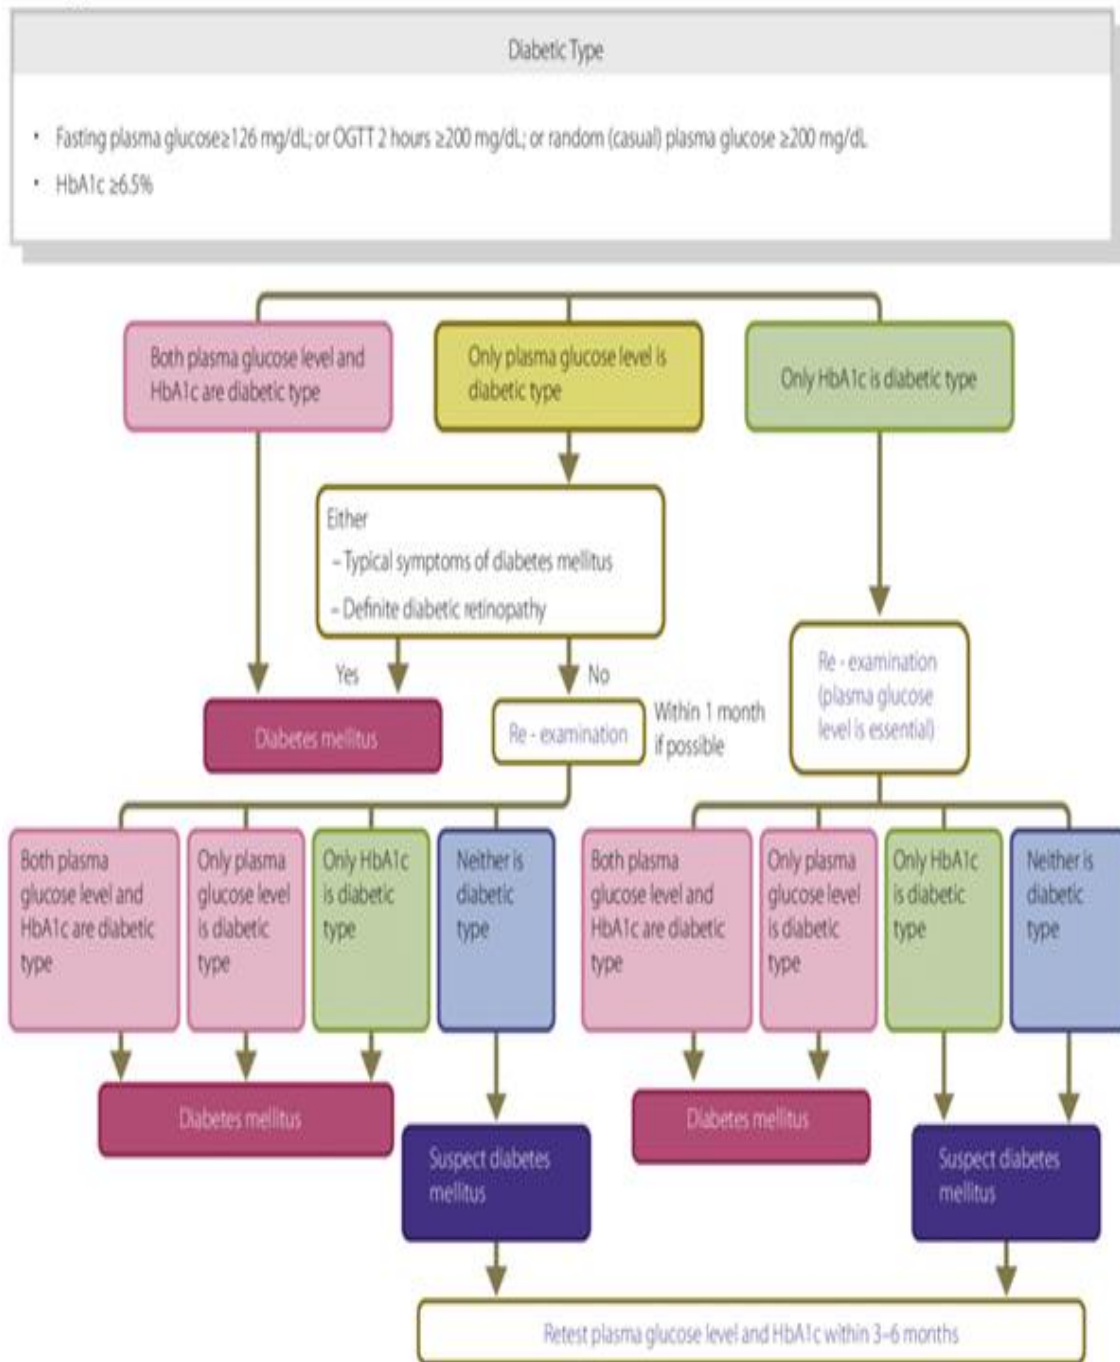 Diabetic Type
• Fasting plasma glucose≥126 mg/dL; or OGTT 2 hours ≥200 mg/dL; or random (casual) plasma glucose ≥200 mg/dL
• HbA1c ≥6.5%
Both plasma glucose level and
HbA1c are diabetic type
Only plasma glucose level is
diabetic type
Only HbA1c is diabetic type
Either
– Typical symptoms of diabetes mellitus
– Definite diabetic retinopathy
Yes
No
Diabetes mellitus
Re - examination
Within 1 month
if possible
Re - examination
(plasma glucose
level is essential)
Both plasma
glucose level and
HbA1c are diabetic
type
Only plasma
glucose level
is diabetic
type
Only HbA1c
is diabetic
type
Neither is
diabetic
type
Both plasma
glucose level and
HbA1c are diabetic
type
Only plasma
glucose level
is diabetic
type
Only HbA1c
is diabetic
type
Neither is
diabetic
type
Diabetes mellitus
Suspect diabetes
mellitus
Diabetes mellitus
Suspect diabetes
mellitus
Retest plasma glucose level and HbA1c within 3–6 months